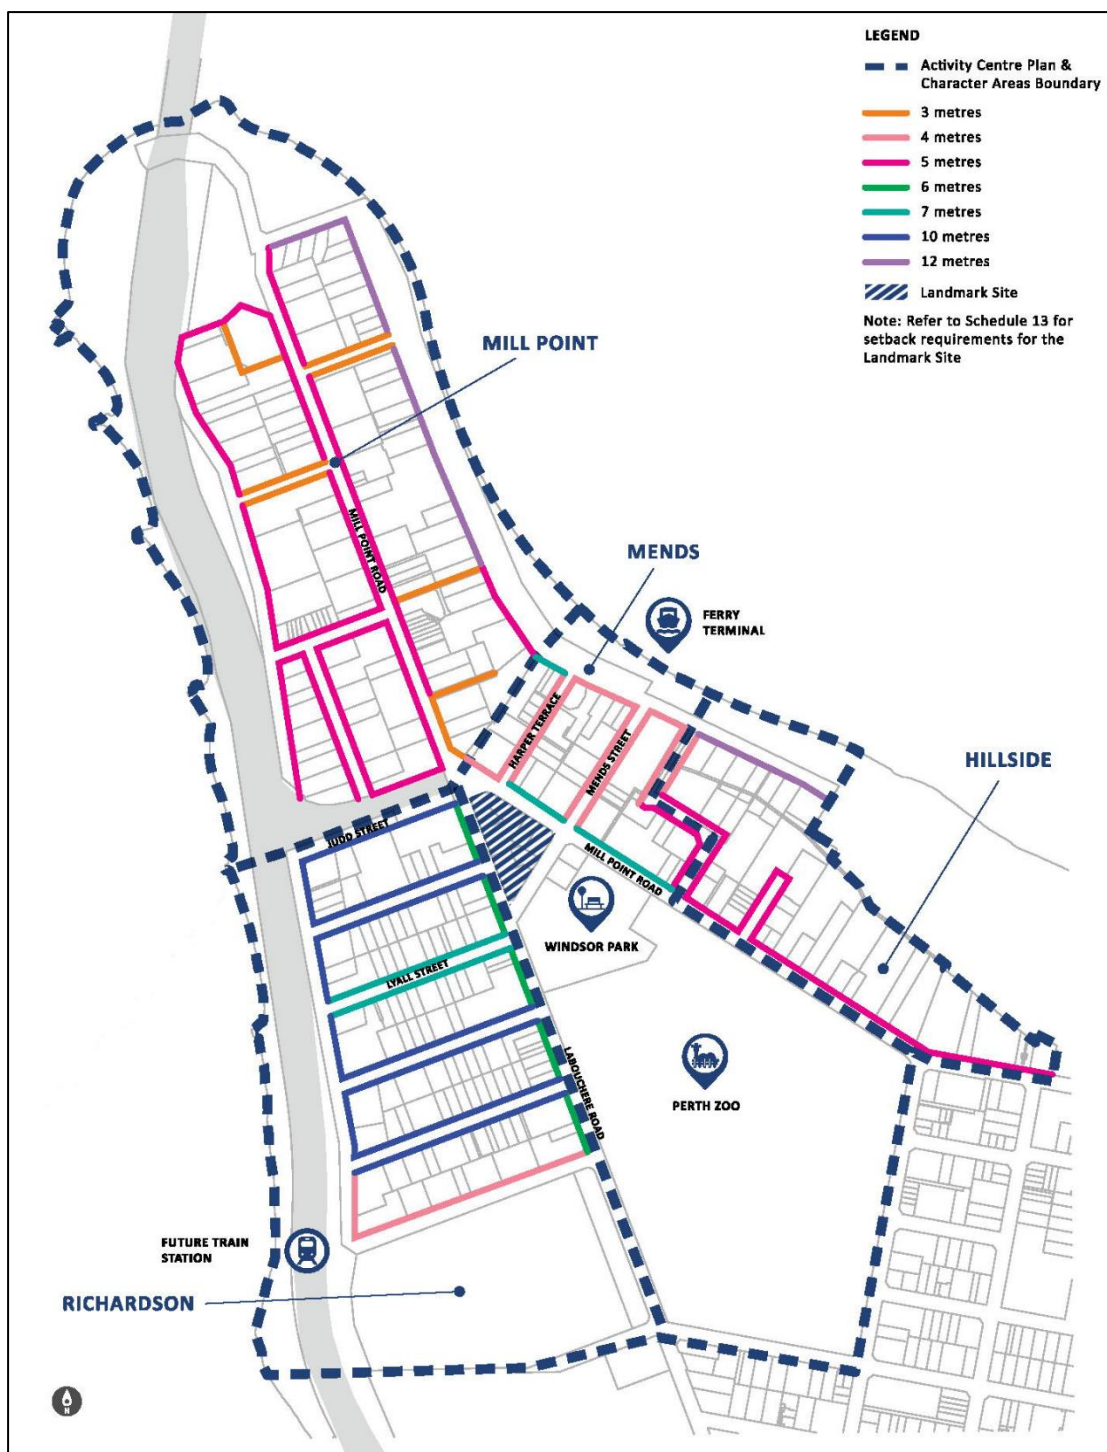 LEGEND
Activity Centre Plan &
Character Areas Boundary
3 metres
4 metres
5 metres
6 metres
7 metres
10 metres
12 metres
Landmark Site
Note: Refer to Schedule 13 for
setback requirements for the
Landmark Site
MILL POINT
MILL POINT ROAD
MENDS
FERRY
TERMINAL
HARPER TERRACE
MENDS STREET
HILLSIDE
JUDD STREET
MILL POINT ROAD
WINDSOR PARK
LYALL STREET
LABOUCHERE ROAD
PERTH ZOO
FUTURE TRAIN
STATION
RICHARDSON
N